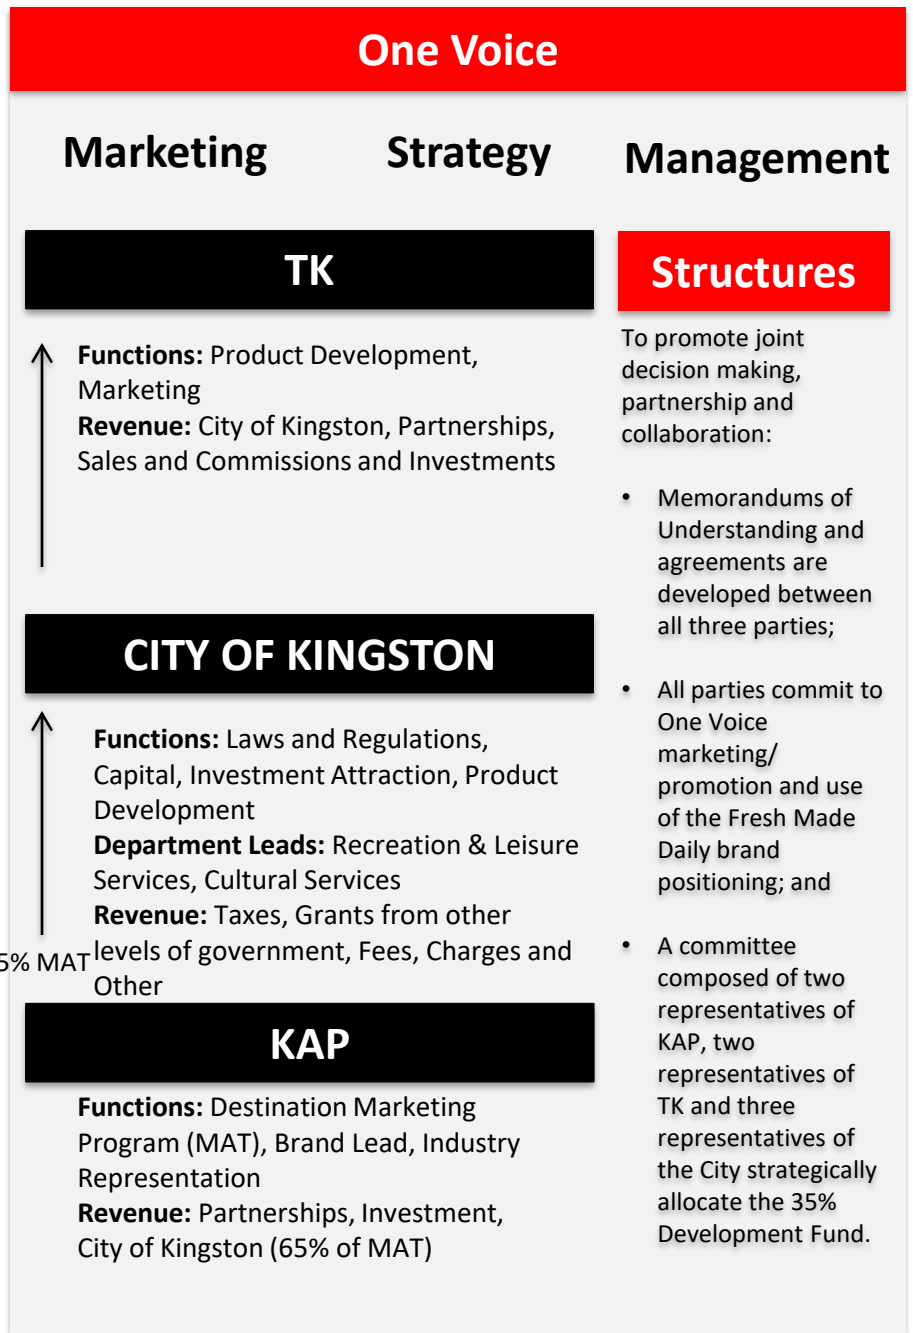 One Voice
Marketing
Strategy
Management
TK
Functions: Product Development,
Marketing
Revenue: City of Kingston, Partnerships,
Sales and Commissions and Investments
CITY OF KINGSTON
Functions: Laws and Regulations,
Capital, Investment Attraction, Product
Development
Department Leads: Recreation & Leisure
Services, Cultural Services
Revenue: Taxes, Grants from other
levels of government, Fees, Charges and
Other
5% MAT
KAP
Functions: Destination Marketing
Program (MAT), Brand Lead, Industry
Representation
Revenue: Partnerships, Investment,
City of Kingston (65% of MAT)
Structures
To promote joint
decision making,
partnership and
collaboration:
• Memorandums of
Understanding and
agreements are
developed between
all three parties;
• All parties commit to
One Voice
marketing/
promotion and use
of the Fresh Made
Daily brand
positioning; and
• A committee
composed of two
representatives of
KAP, two
representatives of
TK and three
representatives of
the City strategically
allocate the 35%
Development Fund.